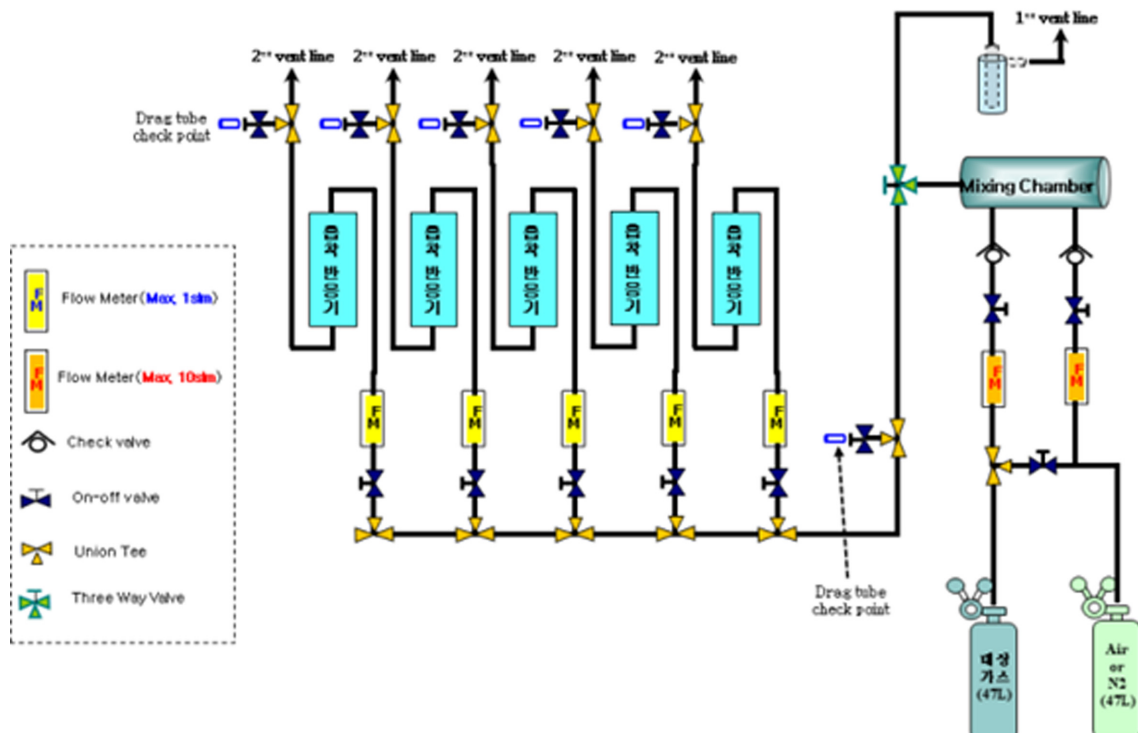 1ˢᵗ vent line
2ⁿᵈ vent line
2ⁿᵈ vent line
2ⁿᵈ vent line
2ⁿᵈ vent line
2ⁿᵈ vent line
Drag tube
check point
Mixing Chamber
흡착 반응기
흡착 반응기
흡착 반응기
흡착 반응기
흡착 반응기
FM
Flow Meter(Max, 1slm)
FM
Flow Meter(Max, 10slm)
Check valve
On-off valve
Union Tee
Three Way Valve
FM
FM
FM
FM
FM
FM
FM
Drag tube
check point
대상
가스
(47L)
Air
or
N2
(47L)